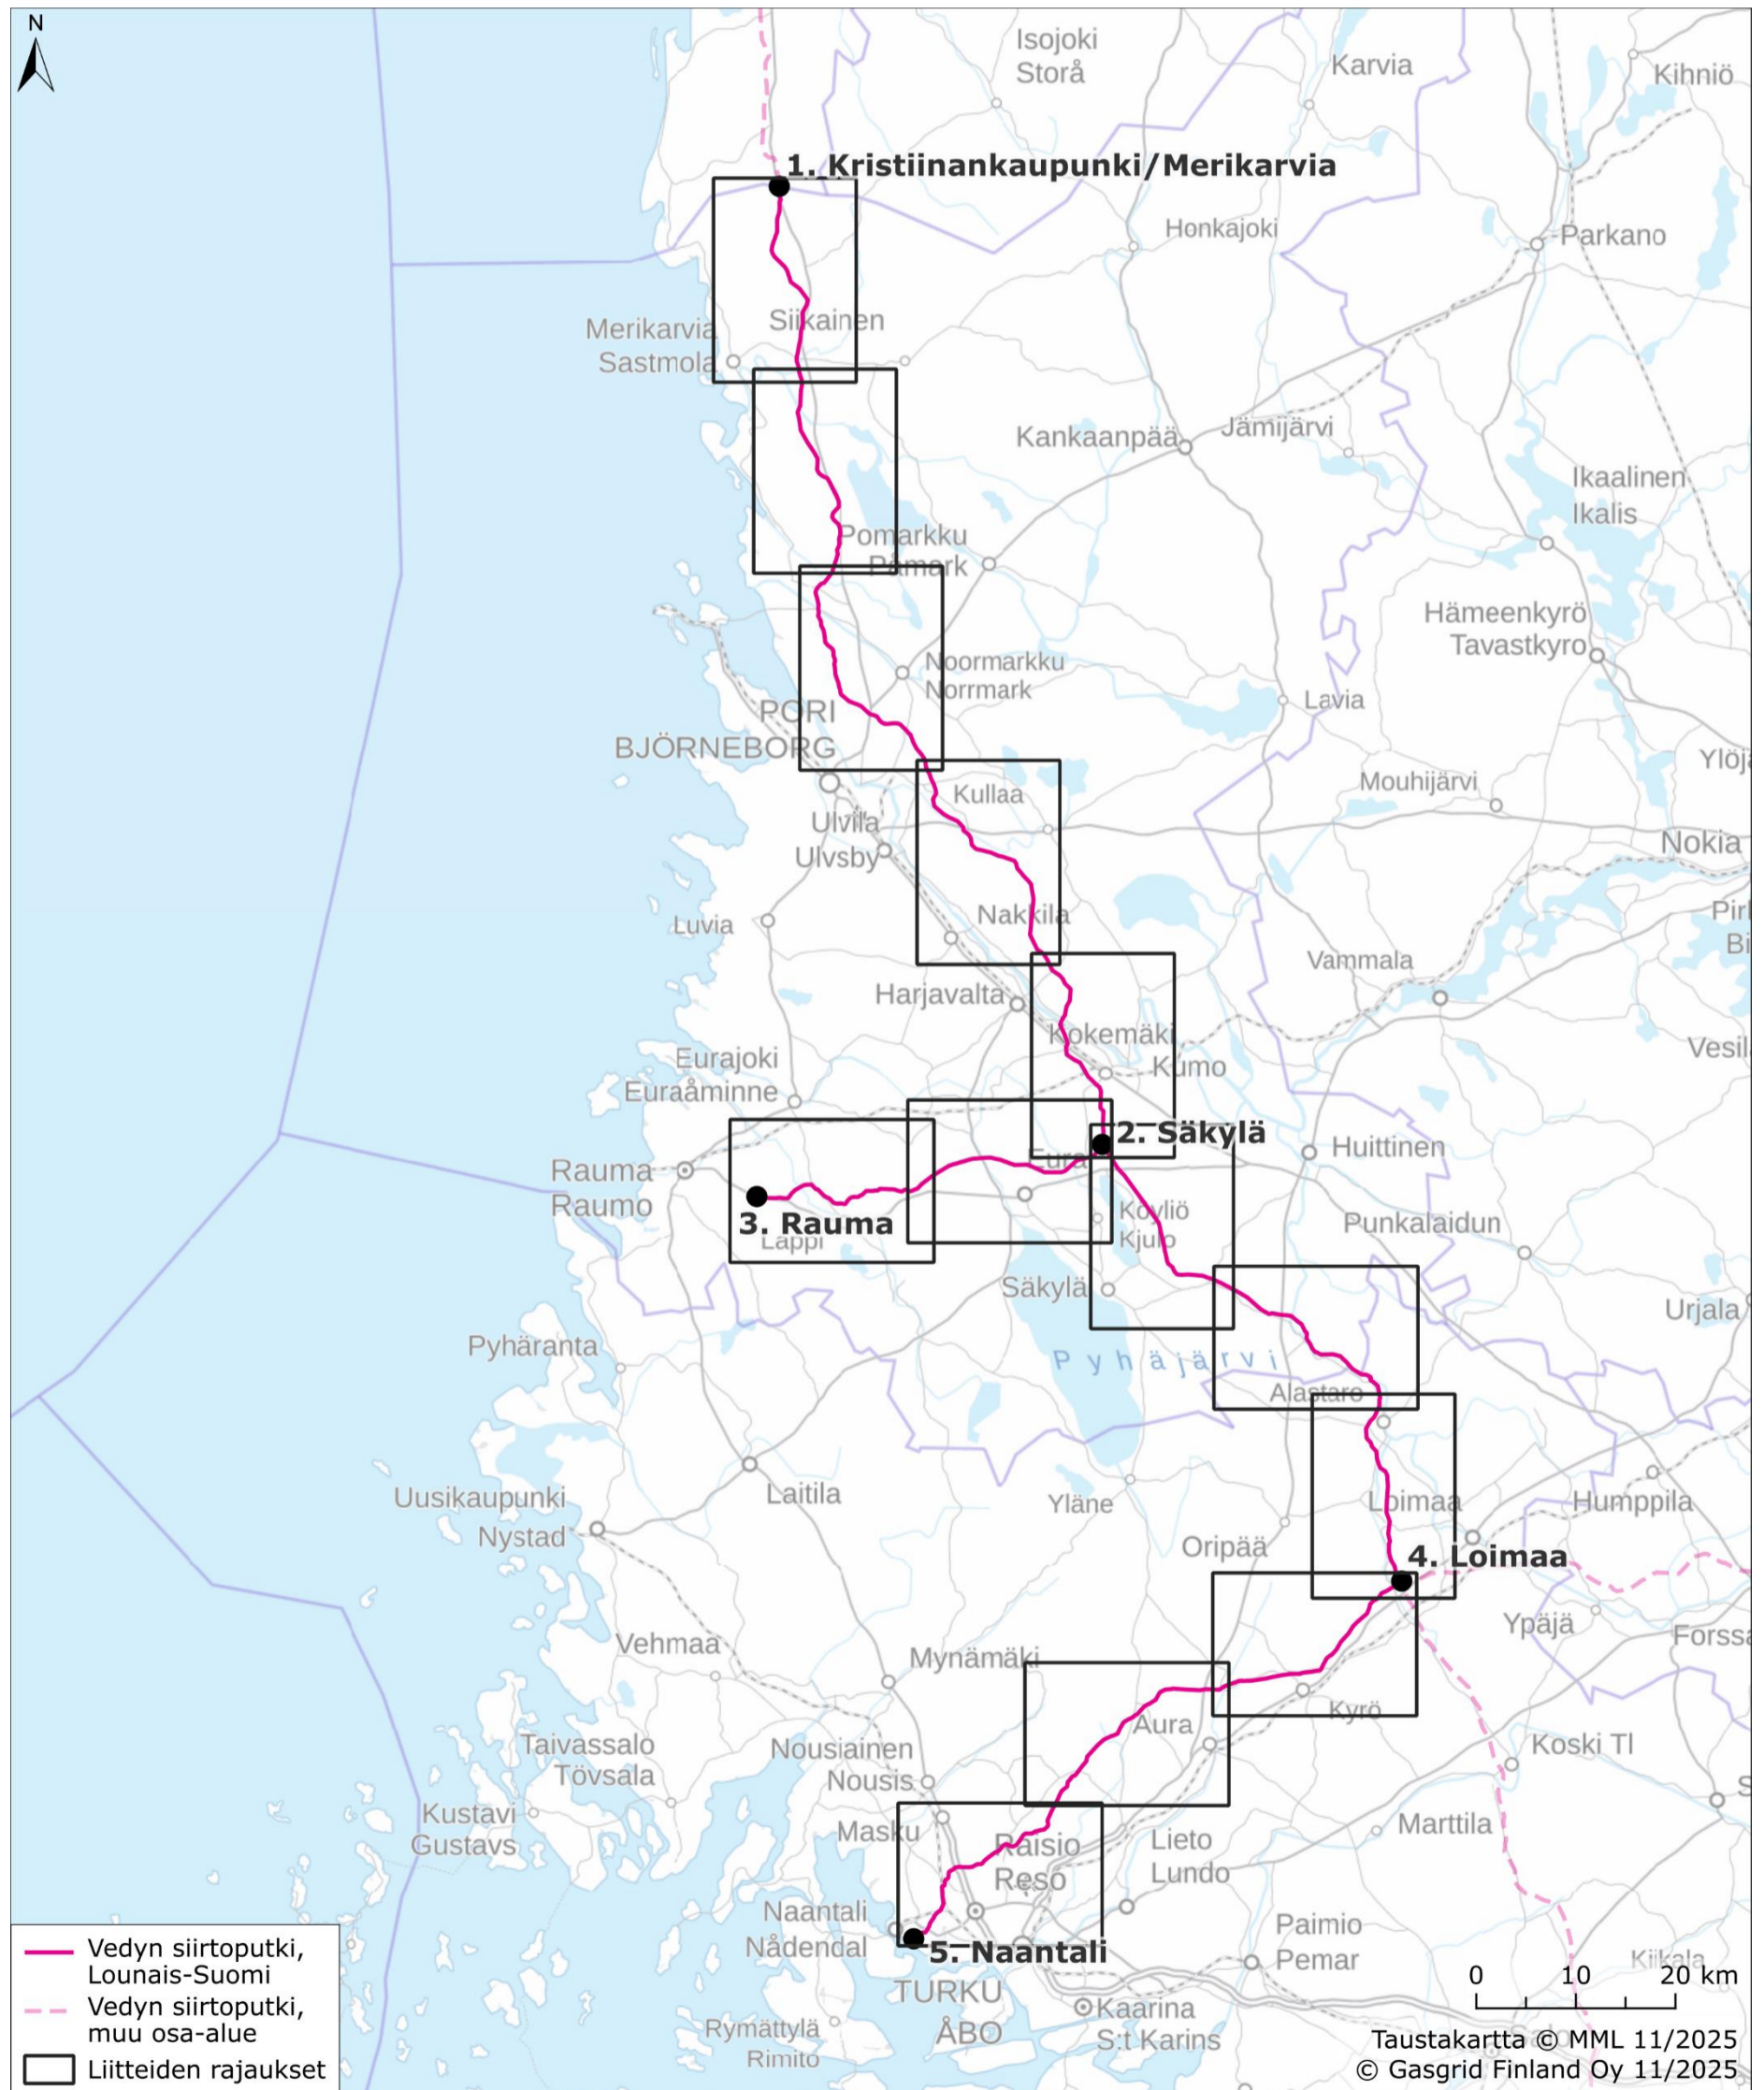 N
Isojoki
Storå
Karvia
Kihniö
1. Kristiinankaupunki/Merikarvia
Honkajoki
Parkano
Merikarvia
Sastmola
Siikainen
Kankaanpää
Jämijärvi
Ikaalinen
Ikalis
Pomarkku
Påmark
Hämeenkyrö
Tavastkyro
Noormarkku
Norrmark
Lavia
PORI
BJÖRNEBORG
Ylöj
Mouhijärvi
Kullaa
Ulvila
Ulvsby
Nokia
Luvia
Nakkila
Pirl
Bi
Vammala
Harjavalta
Kokemäki
Kumo
Vesil
Eurajoki
Euraåminne
2. Säkylä
Huittinen
Eura
Rauma
Raumo
3. Rauma
Lappi
Köyliö
Kjulo
Punkalaidun
Säkylä
Urjala
Pyhäranta
Pyhäjärvi
Alastaro
Uusikaupunki
Nystad
Laitila
Yläne
Loimaa
Humppila
Oripää
4. Loimaa
Ypäjä
Forssa
Vehmaa
Mynämäki
Kyrö
Aura
Koski Tl
Taivassalo
Tövsala
Nousiainen
Nousis
S
Kustavi
Gustavs
Masku
Raisio
Reso
Lieto
Lundo
Marttila
Naantali
Nådendal
5. Naantali
Paimio
Pemar
Kiikala
TURKU
ÅBO
Kaarina
S:t Karins
Rymättylä
Rimito
Vedyn siirtoputki,
Lounais-Suomi
Vedyn siirtoputki,
muu osa-alue
Liitteiden rajaukset
0 10 20 km
Taustakartta © MML 11/2025
© Gasgrid Finland Oy 11/2025